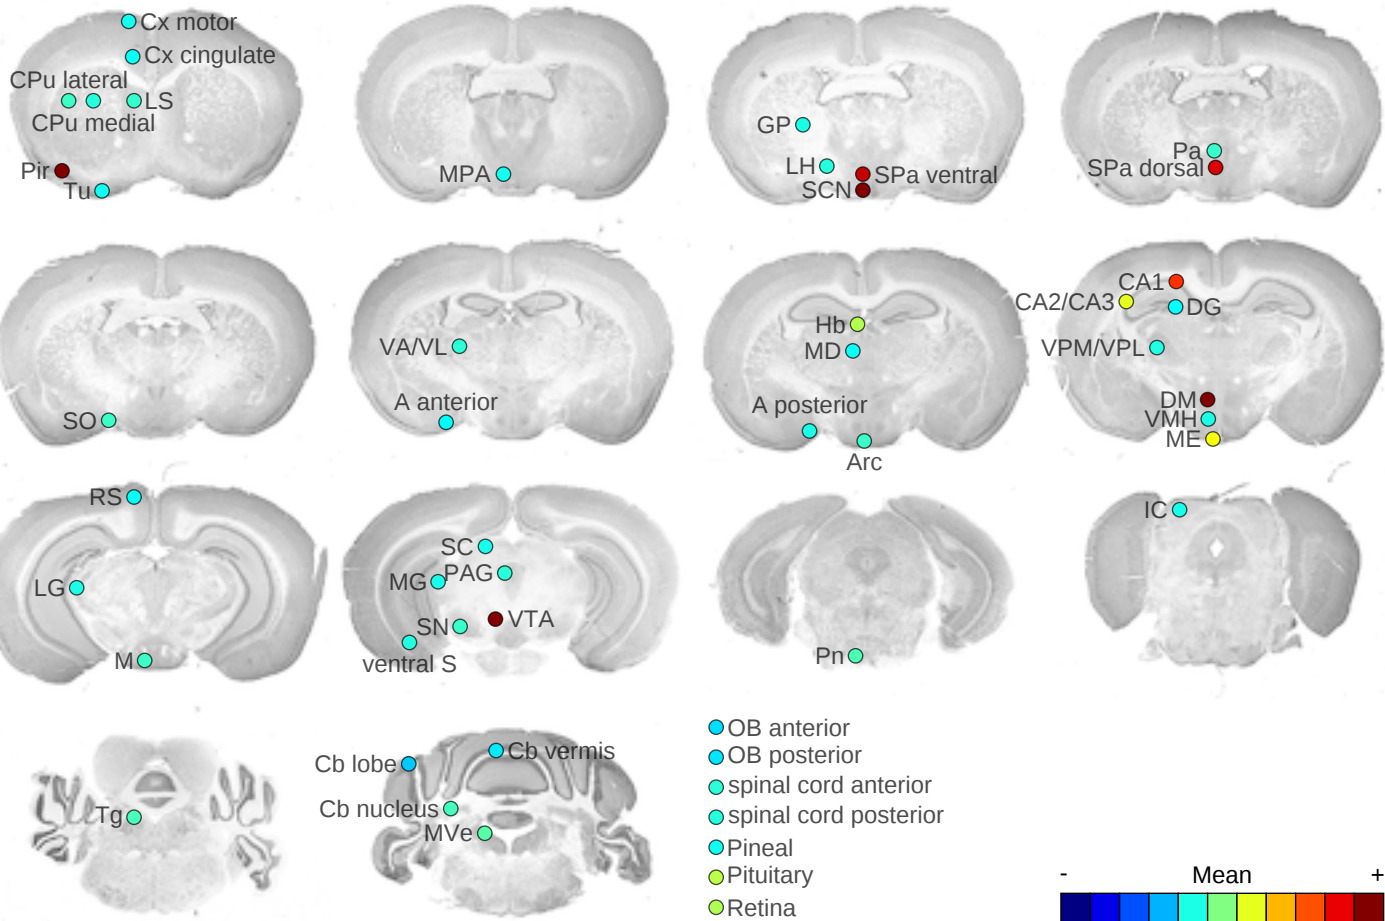 Cx motor
Cx cingulate
CPu lateral
LS
CPu medial
Pir
Tu
MPA
GP
LH
SPa ventral
SCN
Pa
SPa dorsal
SO
VA/VL
A anterior
Hb
MD
A posterior
Arc
CA1
CA2/CA3
DG
VPM/VPL
DM
VMH
ME
RS
LG
M
SC
MG
PAG
SN
VTA
ventral S
Pn
IC
Tg
Cb lobe
Cb vermis
Cb nucleus
MVe
OB anterior
OB posterior
spinal cord anterior
spinal cord posterior
Pineal
Pituitary
Retina
- Mean +